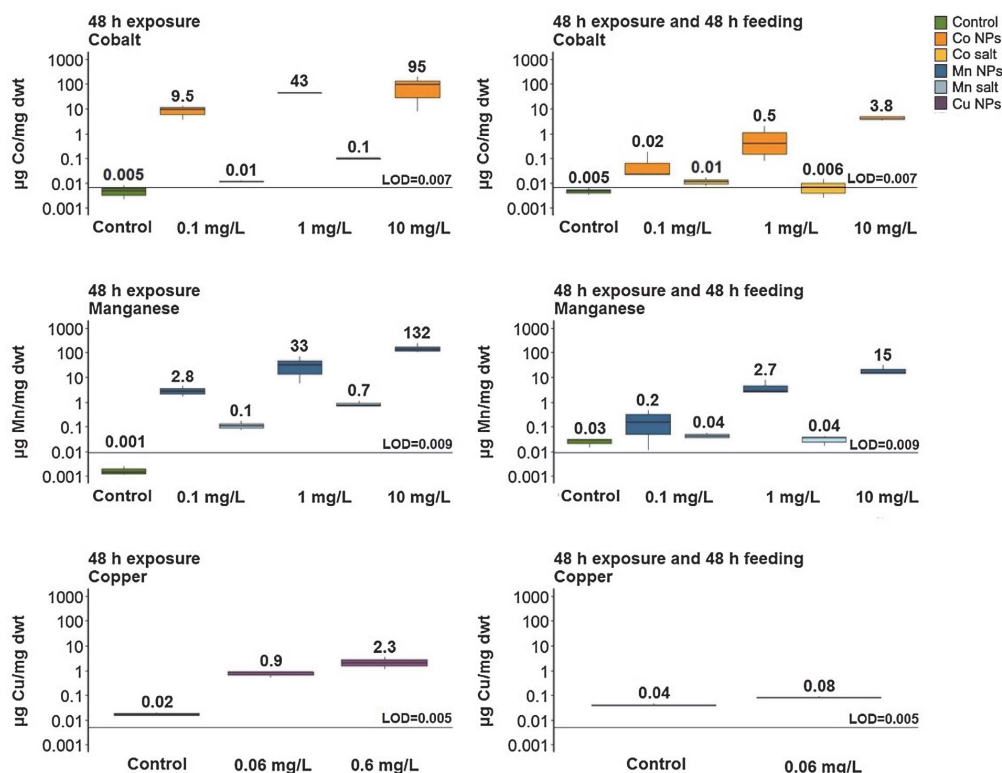 48 h exposure
Cobalt
µg Co/mg dwt
1000
100
10
1
0.1
0.01
0.001
0.005
9.5
0.01
43
0.1
95
LOD=0.007
Control
0.1 mg/L
1 mg/L
10 mg/L
48 h exposure and 48 h feeding
Cobalt
µg Co/mg dwt
1000
100
10
1
0.1
0.01
0.001
0.005
0.02
0.01
0.5
0.006
3.8
LOD=0.007
Control
0.1 mg/L
1 mg/L
10 mg/L
Control
Co NPs
Co salt
Mn NPs
Mn salt
Cu NPs
48 h exposure
Manganese
µg Mn/mg dwt
1000
100
10
1
0.1
0.01
0.001
0.001
2.8
0.1
33
0.7
132
LOD=0.009
Control
0.1 mg/L
1 mg/L
10 mg/L
48 h exposure and 48 h feeding
Manganese
µg Mn/mg dwt
1000
100
10
1
0.1
0.01
0.001
0.03
0.2
0.04
2.7
0.04
15
LOD=0.009
Control
0.1 mg/L
1 mg/L
10 mg/L
48 h exposure
Copper
µg Cu/mg dwt
1000
100
10
1
0.1
0.01
0.001
0.02
0.9
2.3
LOD=0.005
Control
0.06 mg/L
0.6 mg/L
48 h exposure and 48 h feeding
Copper
µg Cu/mg dwt
1000
100
10
1
0.1
0.01
0.001
0.04
0.08
LOD=0.005
Control
0.06 mg/L